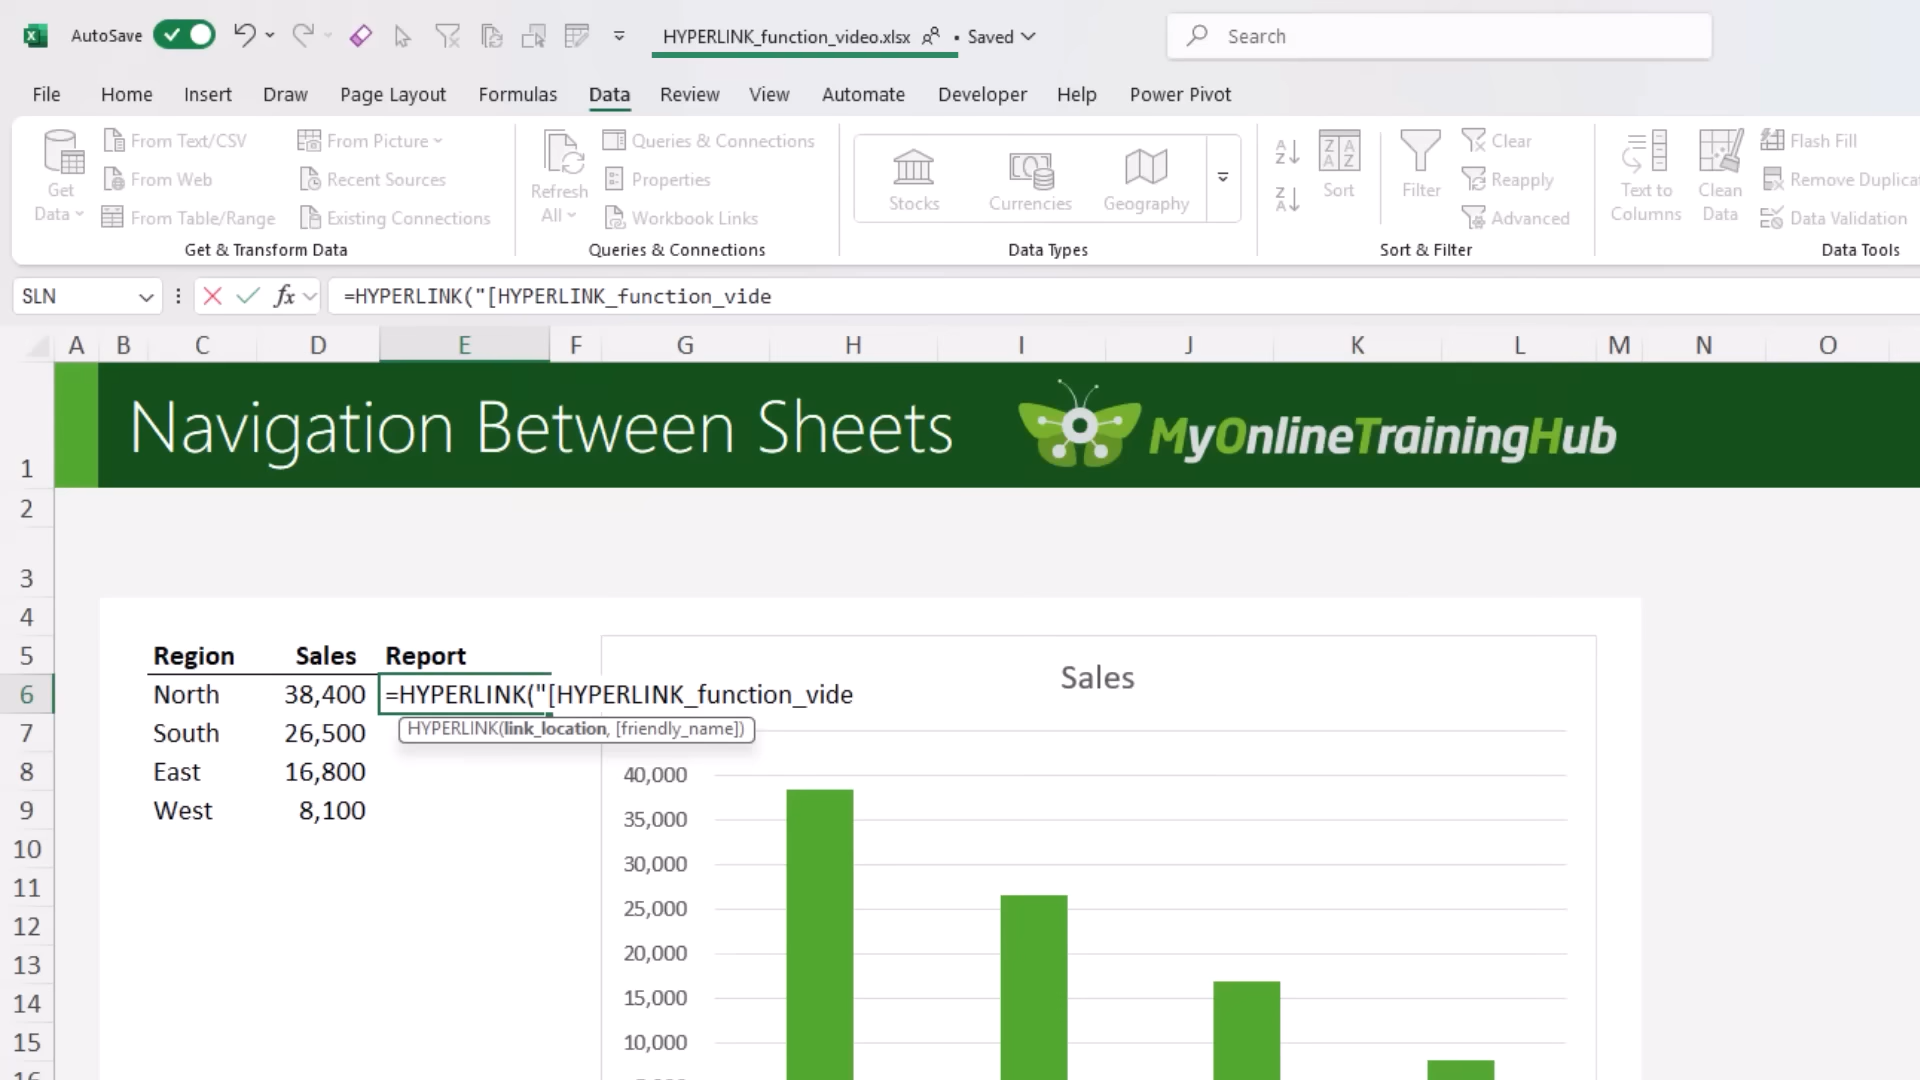 AutoSave
HYPERLINK_function_video.xlsx • Saved
Search
File Home Insert Draw Page Layout Formulas Data Review View Automate Developer Help Power Pivot
Get Data
From Text/CSV
From Web
From Table/Range
From Picture
Recent Sources
Existing Connections
Get & Transform Data
Refresh All
Queries & Connections
Properties
Workbook Links
Queries & Connections
Stocks
Currencies
Geography
Data Types
Sort
Filter
Clear
Reapply
Advanced
Sort & Filter
Text to Columns
Clean Data
Flash Fill
Remove Duplica
Data Validation
Data Tools
SLN
fx
=HYPERLINK("[HYPERLINK_function_vide
A B C D E F G H I J K L M N O
Navigation Between Sheets
MyOnlineTrainingHub
1
2
3
4
5
6
7
8
9
10
11
12
13
14
15
Region Sales Report
North 38,400 =HYPERLINK("[HYPERLINK_function_vide
HYPERLINK(link_location, [friendly_name])
South 26,500
East 16,800
West 8,100
Sales
40,000
35,000
30,000
25,000
20,000
15,000
10,000